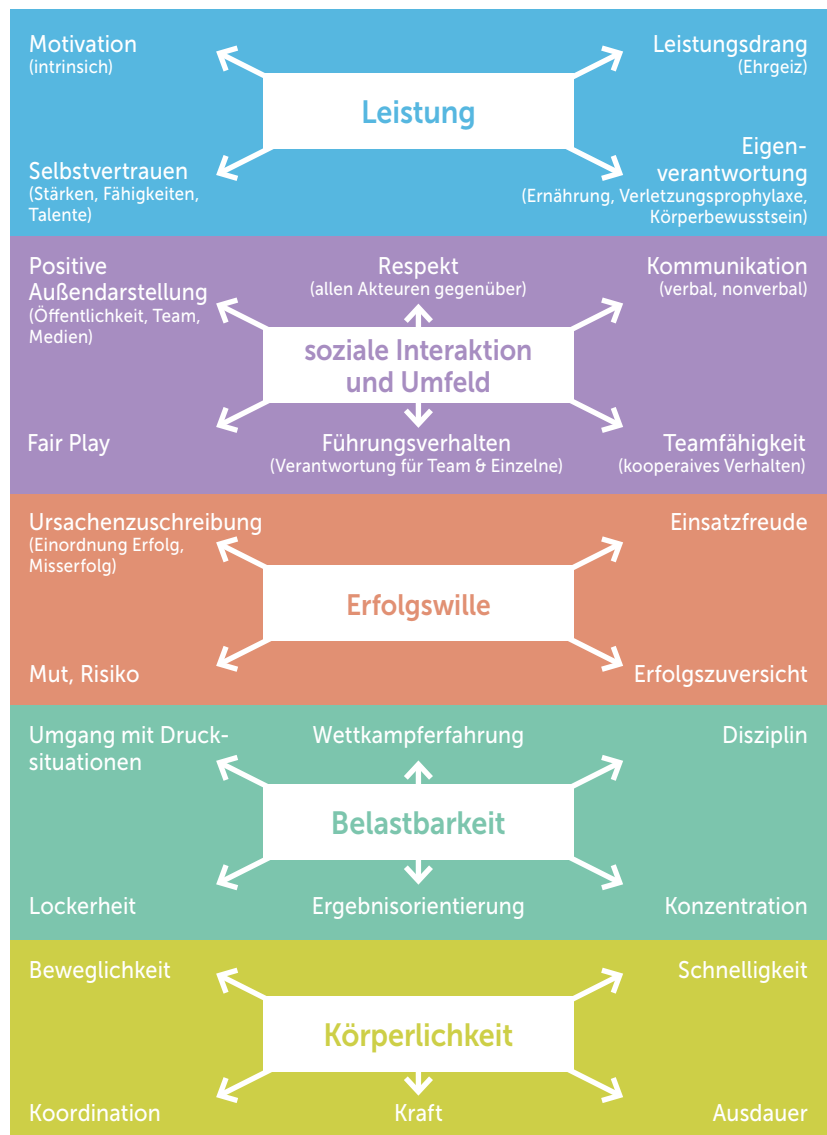 Motivation
(intrinsich)
Leistungsdrang
(Ehrgeiz)
Leistung
Selbstvertrauen
(Stärken, Fähigkeiten,
Talente)
Eigen-
verantwortung
(Ernährung, Verletzungsprophylaxe,
Körperbewusstsein)
Positive
Außendarstellung
(Öffentlichkeit, Team,
Medien)
Respekt
(allen Akteuren gegenüber)
Kommunikation
(verbal, nonverbal)
soziale Interaktion
und Umfeld
Fair Play
Führungsverhalten
(Verantwortung für Team & Einzelne)
Teamfähigkeit
(kooperaives Verhalten)
Ursachenzuschreibung
(Einordnung Erfolg,
Misserfolg)
Einsatzfreude
Erfolgswille
Mut, Risiko
Erfolgszuversicht
Umgang mit Druck-
situationen
Wettkampferfahrung
Disziplin
Belastbarkeit
Lockerheit
Ergebnisorientierung
Konzentration
Beweglichkeit
Schnelligkeit
Körperlichkeit
Koordination
Kraft
Ausdauer